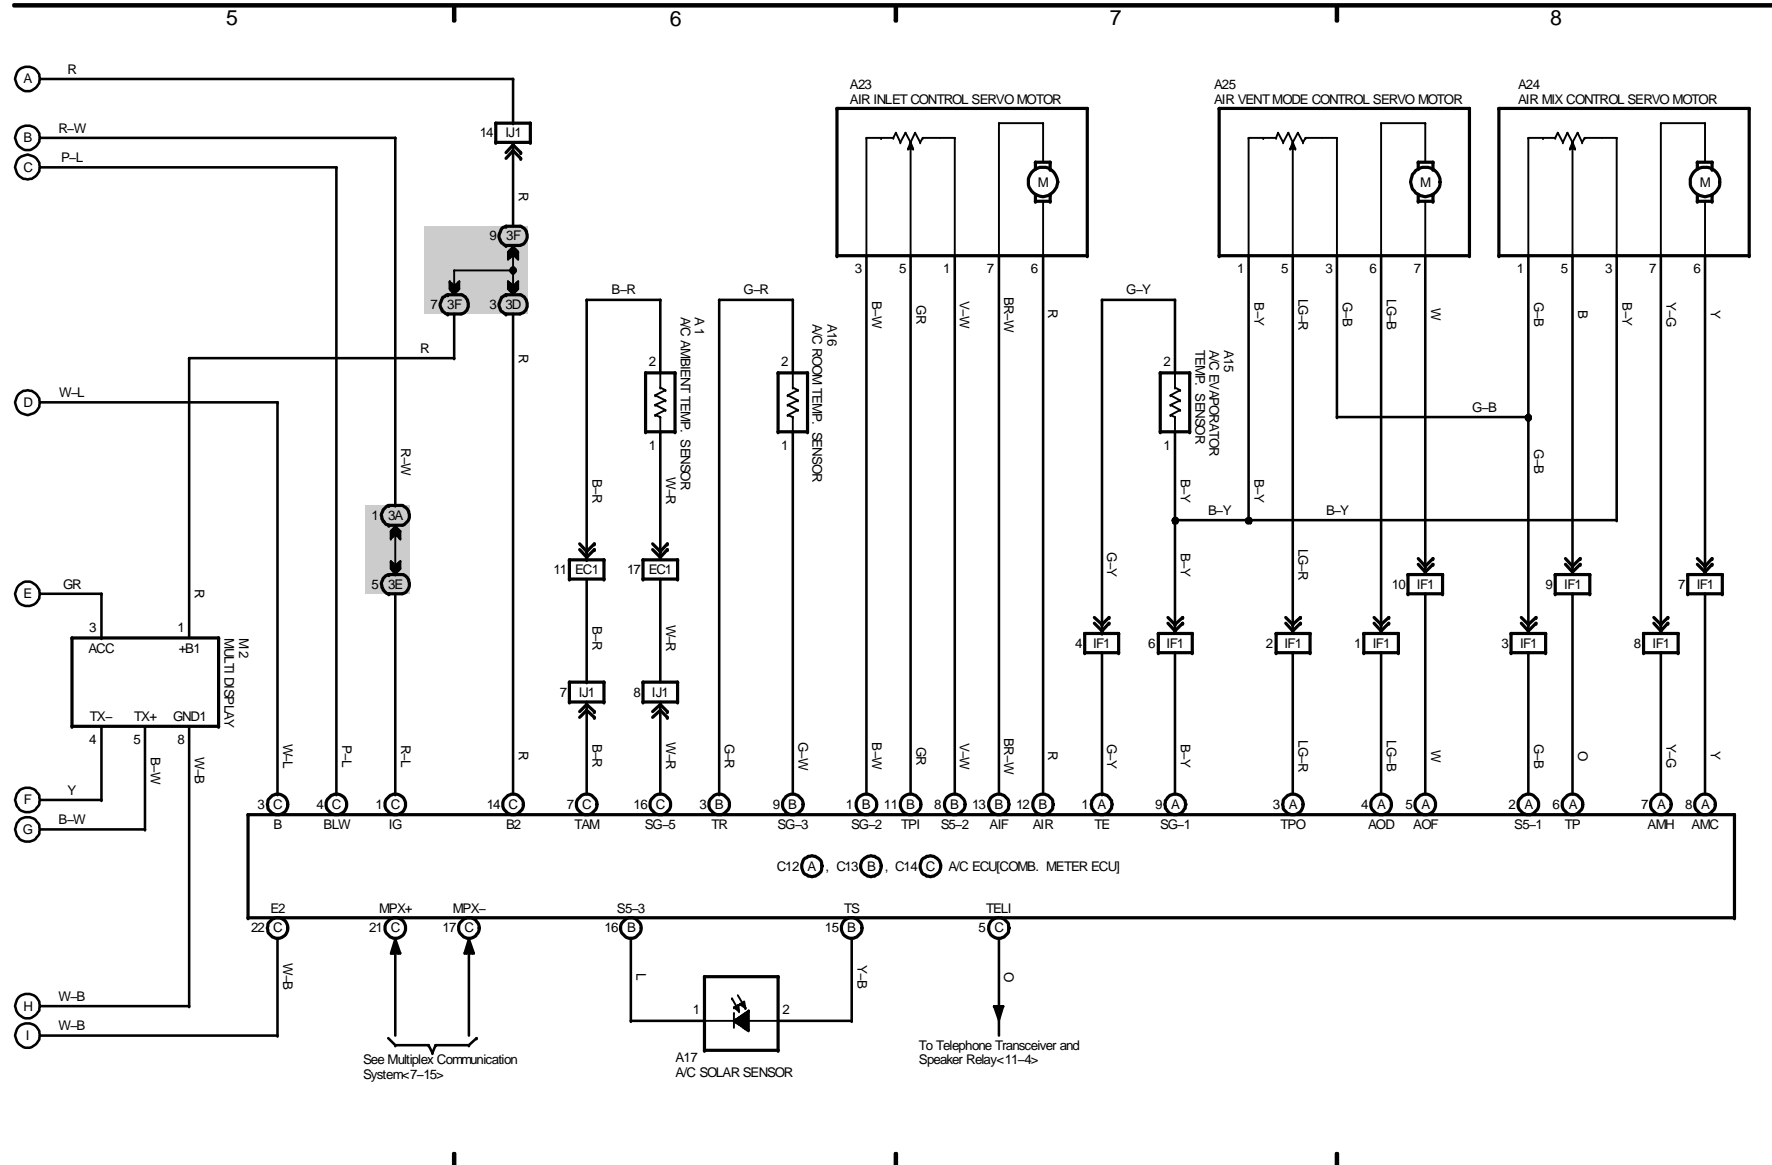 5 6 7 8
A R
B R–W
C P–L
14 IJ1
R
9 3F
7 3F 3 3D
R
R
D W–L
R–W
1 3A
5 3E
E GR
R
3 1
ACC +B1
M 2
MULTI DISPLAY
TX– TX+ GND1
4 5 8
B–W W–B
F Y
G B–W
H W–B
I W–B
B–R
2
1
A 1
A/C AMBIENT TEMP. SENSOR
B–R W–R
11 EC1 17 EC1
B–R W–R
7 IJ1 8 IJ1
G–R
2
1
A16
A/C ROOM TEMP. SENSOR
A23
AIR INLET CONTROL SERVO MOTOR
M
3 5 1 7 6
B–W GR V–W BR–W R
G–Y
2
1
A15
A/C EVAPORATOR
TEMP. SENSOR
A25
AIR VENT MODE CONTROL SERVO MOTOR
M
1 5 3 6 7
B–Y LG–R G–B LG–B W
A24
AIR MIX CONTROL SERVO MOTOR
M
1 5 3 7 6
G–B B B–Y Y–G Y
G–B
G–B
B–Y B–Y
B–Y B–Y
G–Y B–Y LG–R
10 IF1 9 IF1 7 IF1
4 IF1 6 IF1 2 IF1 1 IF1 3 IF1 8 IF1
W–L P–L R–L R B–R W–R G–R G–W B–W GR V–W BR–W R G–Y B–Y LG–R LG–B W G–B O Y–G Y
3 C 4 C 1 C 14 C 7 C 16 C 3 B 9 B 1 B 11 B 8 B 13 B 12 B 1 A 9 A 3 A 4 A 5 A 2 A 6 A 7 A 8 A
B BLW IG B2 TAM SG–5 TR SG–3 SG–2 TPI S5–2 AIF AIR TE SG–1 TPO AOD AOF S5–1 TP AMH AMC
C12 A , C13 B , C14 C A/C ECU[COMB. METER ECU]
E2 MPX+ MPX– S5–3 TS TELI
22 C 21 C 17 C 16 B 15 B 5 C
W–B L Y–B O
1 2
See Multiplex Communication
System<7–15>
A17
A/C SOLAR SENSOR
To Telephone Transceiver and
Speaker Relay<11–4>